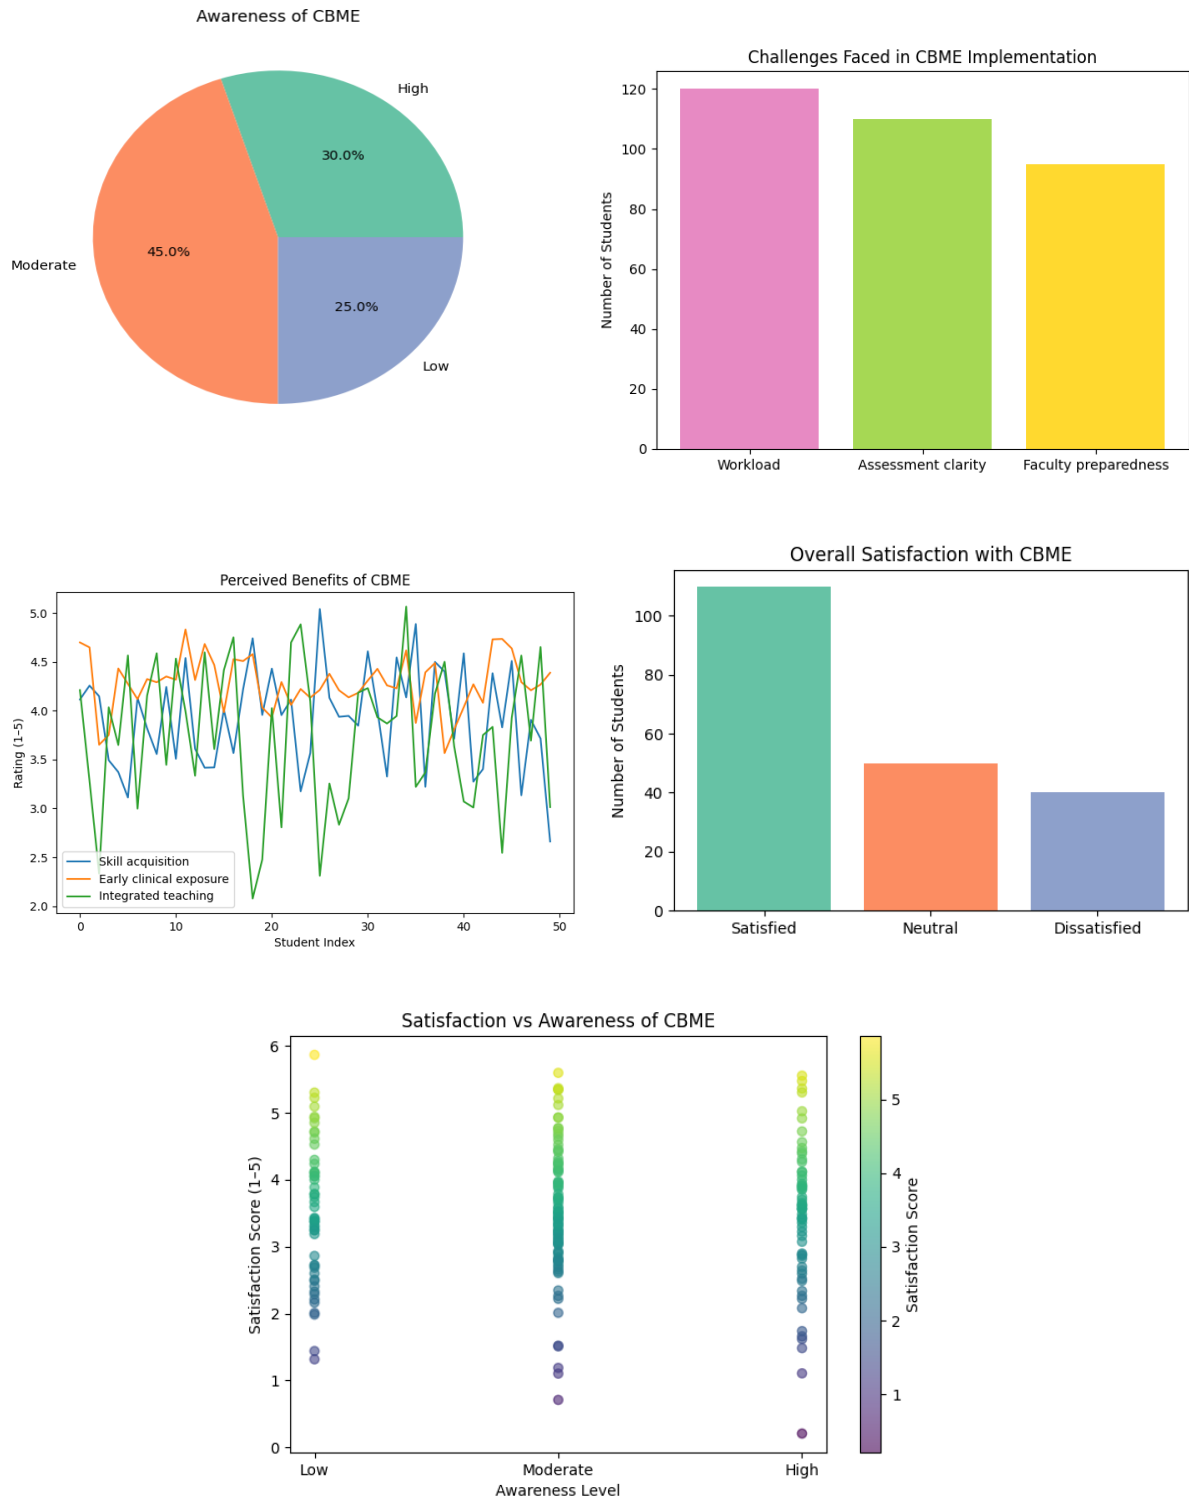 Awareness of CBME
High
30.0%
45.0%
Moderate
25.0%
Low
Challenges Faced in CBME Implementation
Number of Students
120
100
80
60
40
20
0
Workload
Assessment clarity
Faculty preparedness
Perceived Benefits of CBME
Rating (1–5)
5.0
4.5
4.0
3.5
3.0
2.5
2.0
Skill acquisition
Early clinical exposure
Integrated teaching
0 10 20 30 40 50
Student Index
Overall Satisfaction with CBME
Number of Students
100
80
60
40
20
0
Satisfied
Neutral
Dissatisfied
Satisfaction vs Awareness of CBME
Satisfaction Score (1–5)
6
5
4
3
2
1
0
Low
Moderate
High
Awareness Level
5
4
3
2
1
Satisfaction Score